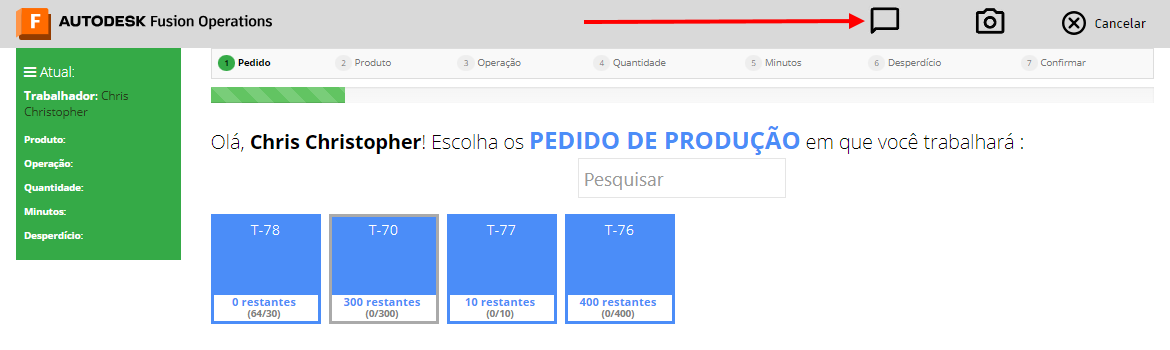 F AUTODESK Fusion Operations
Cancelar
Atual:
Trabalhador: Chris
Christopher
Produto:
Operação:
Quantidade:
Minutos:
Desperdício:
1 Pedido 2 Produto 3 Operação 4 Quantidade 5 Minutos 6 Desperdício 7 Confirmar
Olá, Chris Christopher! Escolha os PEDIDO DE PRODUÇÃO em que você trabalhará :
Pesquisar
T-78 T-70 T-77 T-76
0 restantes 300 restantes 10 restantes 400 restantes
(64/30) (0/300) (0/10) (0/400)